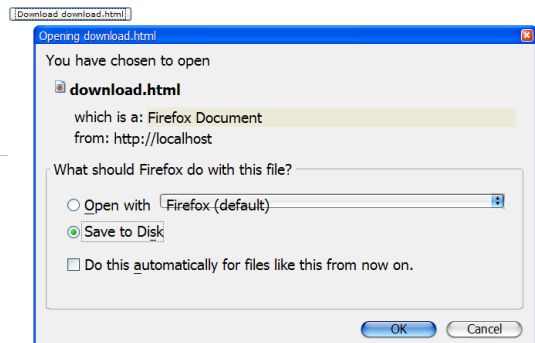 Download download.html
Opening download.html
You have chosen to open
download.html
which is a: Firefox Document
from: http://localhost
What should Firefox do with this file?
Open with Firefox (default)
Save to Disk
Do this automatically for files like this from now on.
OK Cancel